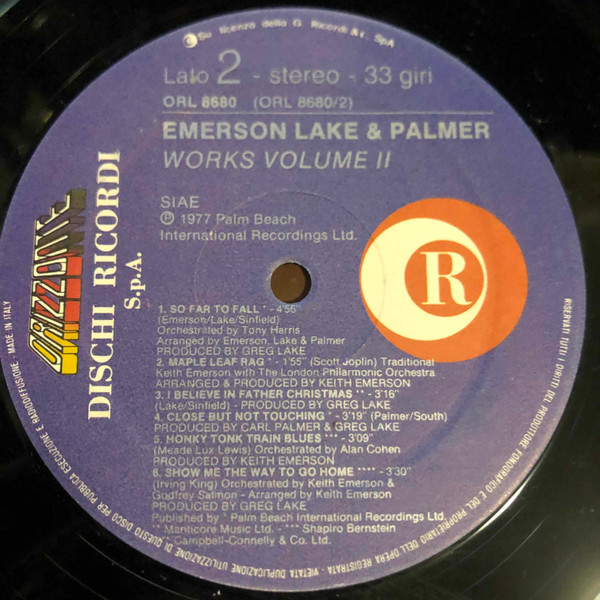 Su licenza della G. Ricordi & C. SpA
Lato 2 - stereo - 33 giri
ORL 8680 (ORL 8680/2)
EMERSON LAKE & PALMER
WORKS VOLUME II
SIAE
Ⓟ 1977 Palm Beach
International Recordings Ltd.
ORIZZONTE
DISCHI RICORDI
S.p.A.
R
1. SO FAR TO FALL * - 4'56"
(Emerson/Lake/Sinfield)
Orchestrated by Tony Harris
Arranged by Emerson, Lake & Palmer
PRODUCED BY GREG LAKE
2. MAPLE LEAF RAG * - 1'55" (Scott Joplin) Traditional
Keith Emerson with The London Philarmonic Orchestra
ARRANGED & PRODUCED BY KEITH EMERSON
3. I BELIEVE IN FATHER CHRISTMAS ** - 3'16"
(Lake/Sinfield) - PRODUCED BY GREG LAKE
4. CLOSE BUT NOT TOUCHING * - 3'19" (Palmer/South)
PRODUCED BY CARL PALMER & GREG LAKE
5. HONKY TONK TRAIN BLUES *** - 3'09"
(Meade Lux Lewis) Orchestrated by Alan Cohen
PRODUCED BY KEITH EMERSON
6. SHOW ME THE WAY TO GO HOME **** - 3'30"
(Irving King) Orchestrated by Keith Emerson &
Godfrey Salmon - Arranged by Keith Emerson
PRODUCED BY GREG LAKE
Published by * Palm Beach International Recordings Ltd.
** Manticore Music Ltd. - *** Shapiro Bernstein
**** Campbell-Connelly & Co. Ltd.
RISERVATI TUTTI I DIRITTI DEL PRODUTTORE FONOGRAFICO E DEL PROPRIETARIO DELL'OPERA REGISTRATA - VIETATA DUPLICAZIONE UTILIZZAZIONE DI QUESTO DISCO PER PUBBLICA ESECUZIONE E RADIODIFFUSIONE - MADE IN ITALY